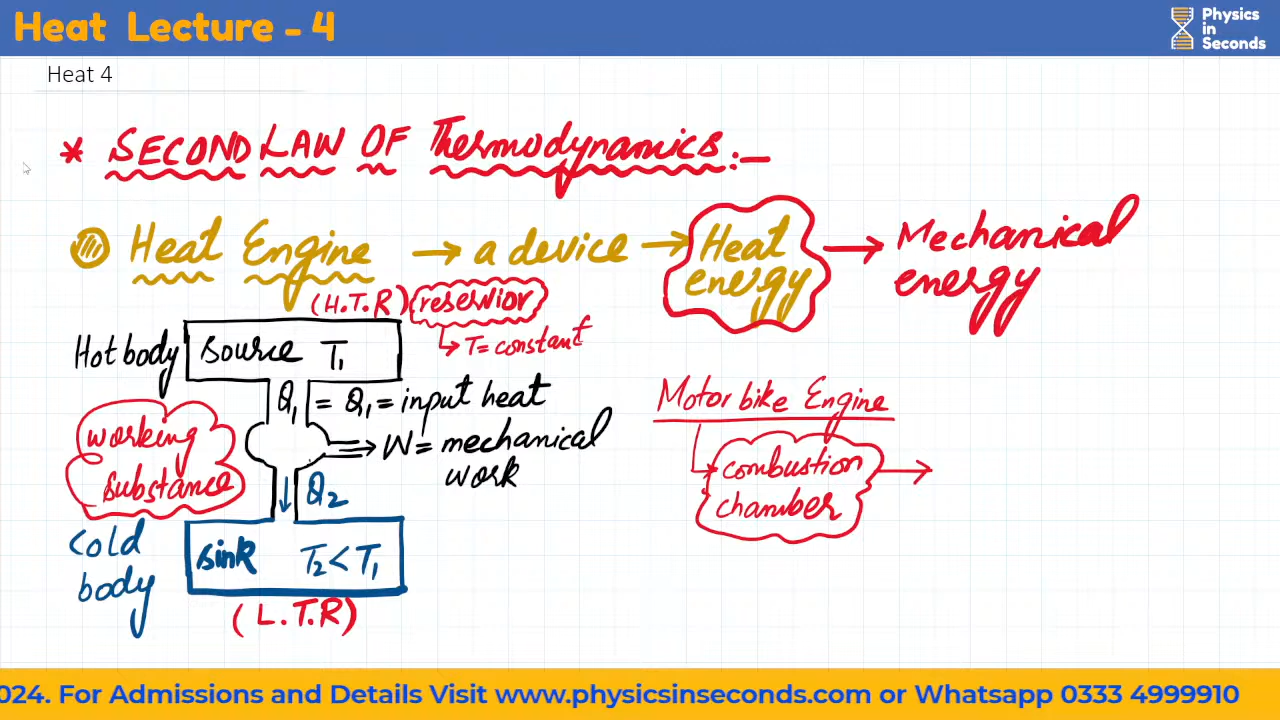 Heat Lecture - 4
Physics
in
Seconds
Heat 4
* SECOND LAW OF Thermodynamics :-
Heat Engine → a device → Heat energy → Mechanical energy
(H.T.R) reservior
↳ T = constant
Hot body source T₁
Q₁ = Q₁ = input heat
working substance
⇒ W = mechanical work
↓ Q₂
Cold body
sink T₂ < T₁
(L.T.R)
Motor bike Engine
↳ combustion chamber →
024. For Admissions and Details Visit www.physicsinseconds.com or Whatsapp 0333 4999910